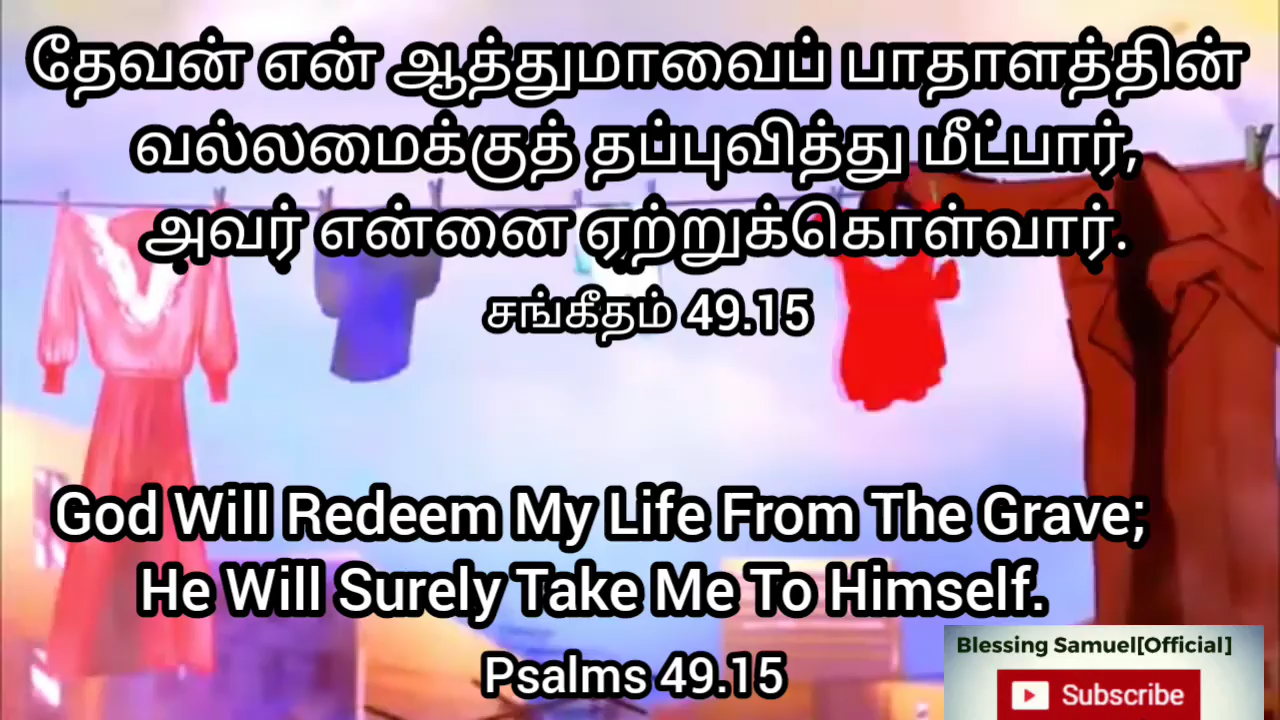 தேவன் என் ஆத்துமாவைப் பாதாளத்தின்
வல்லமைக்குத் தப்புவித்து மீட்பார்,
அவர் என்னை ஏற்றுக்கொள்வார்.
சங்கீதம் 49.15
God Will Redeem My Life From The Grave;
He Will Surely Take Me To Himself.
Psalms 49.15
Blessing Samuel[Official]
Subscribe